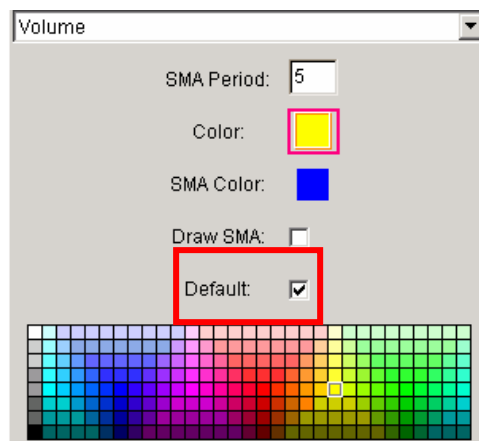 Volume
SMA Period: 5
Color:
SMA Color:
Draw SMA:
Default: